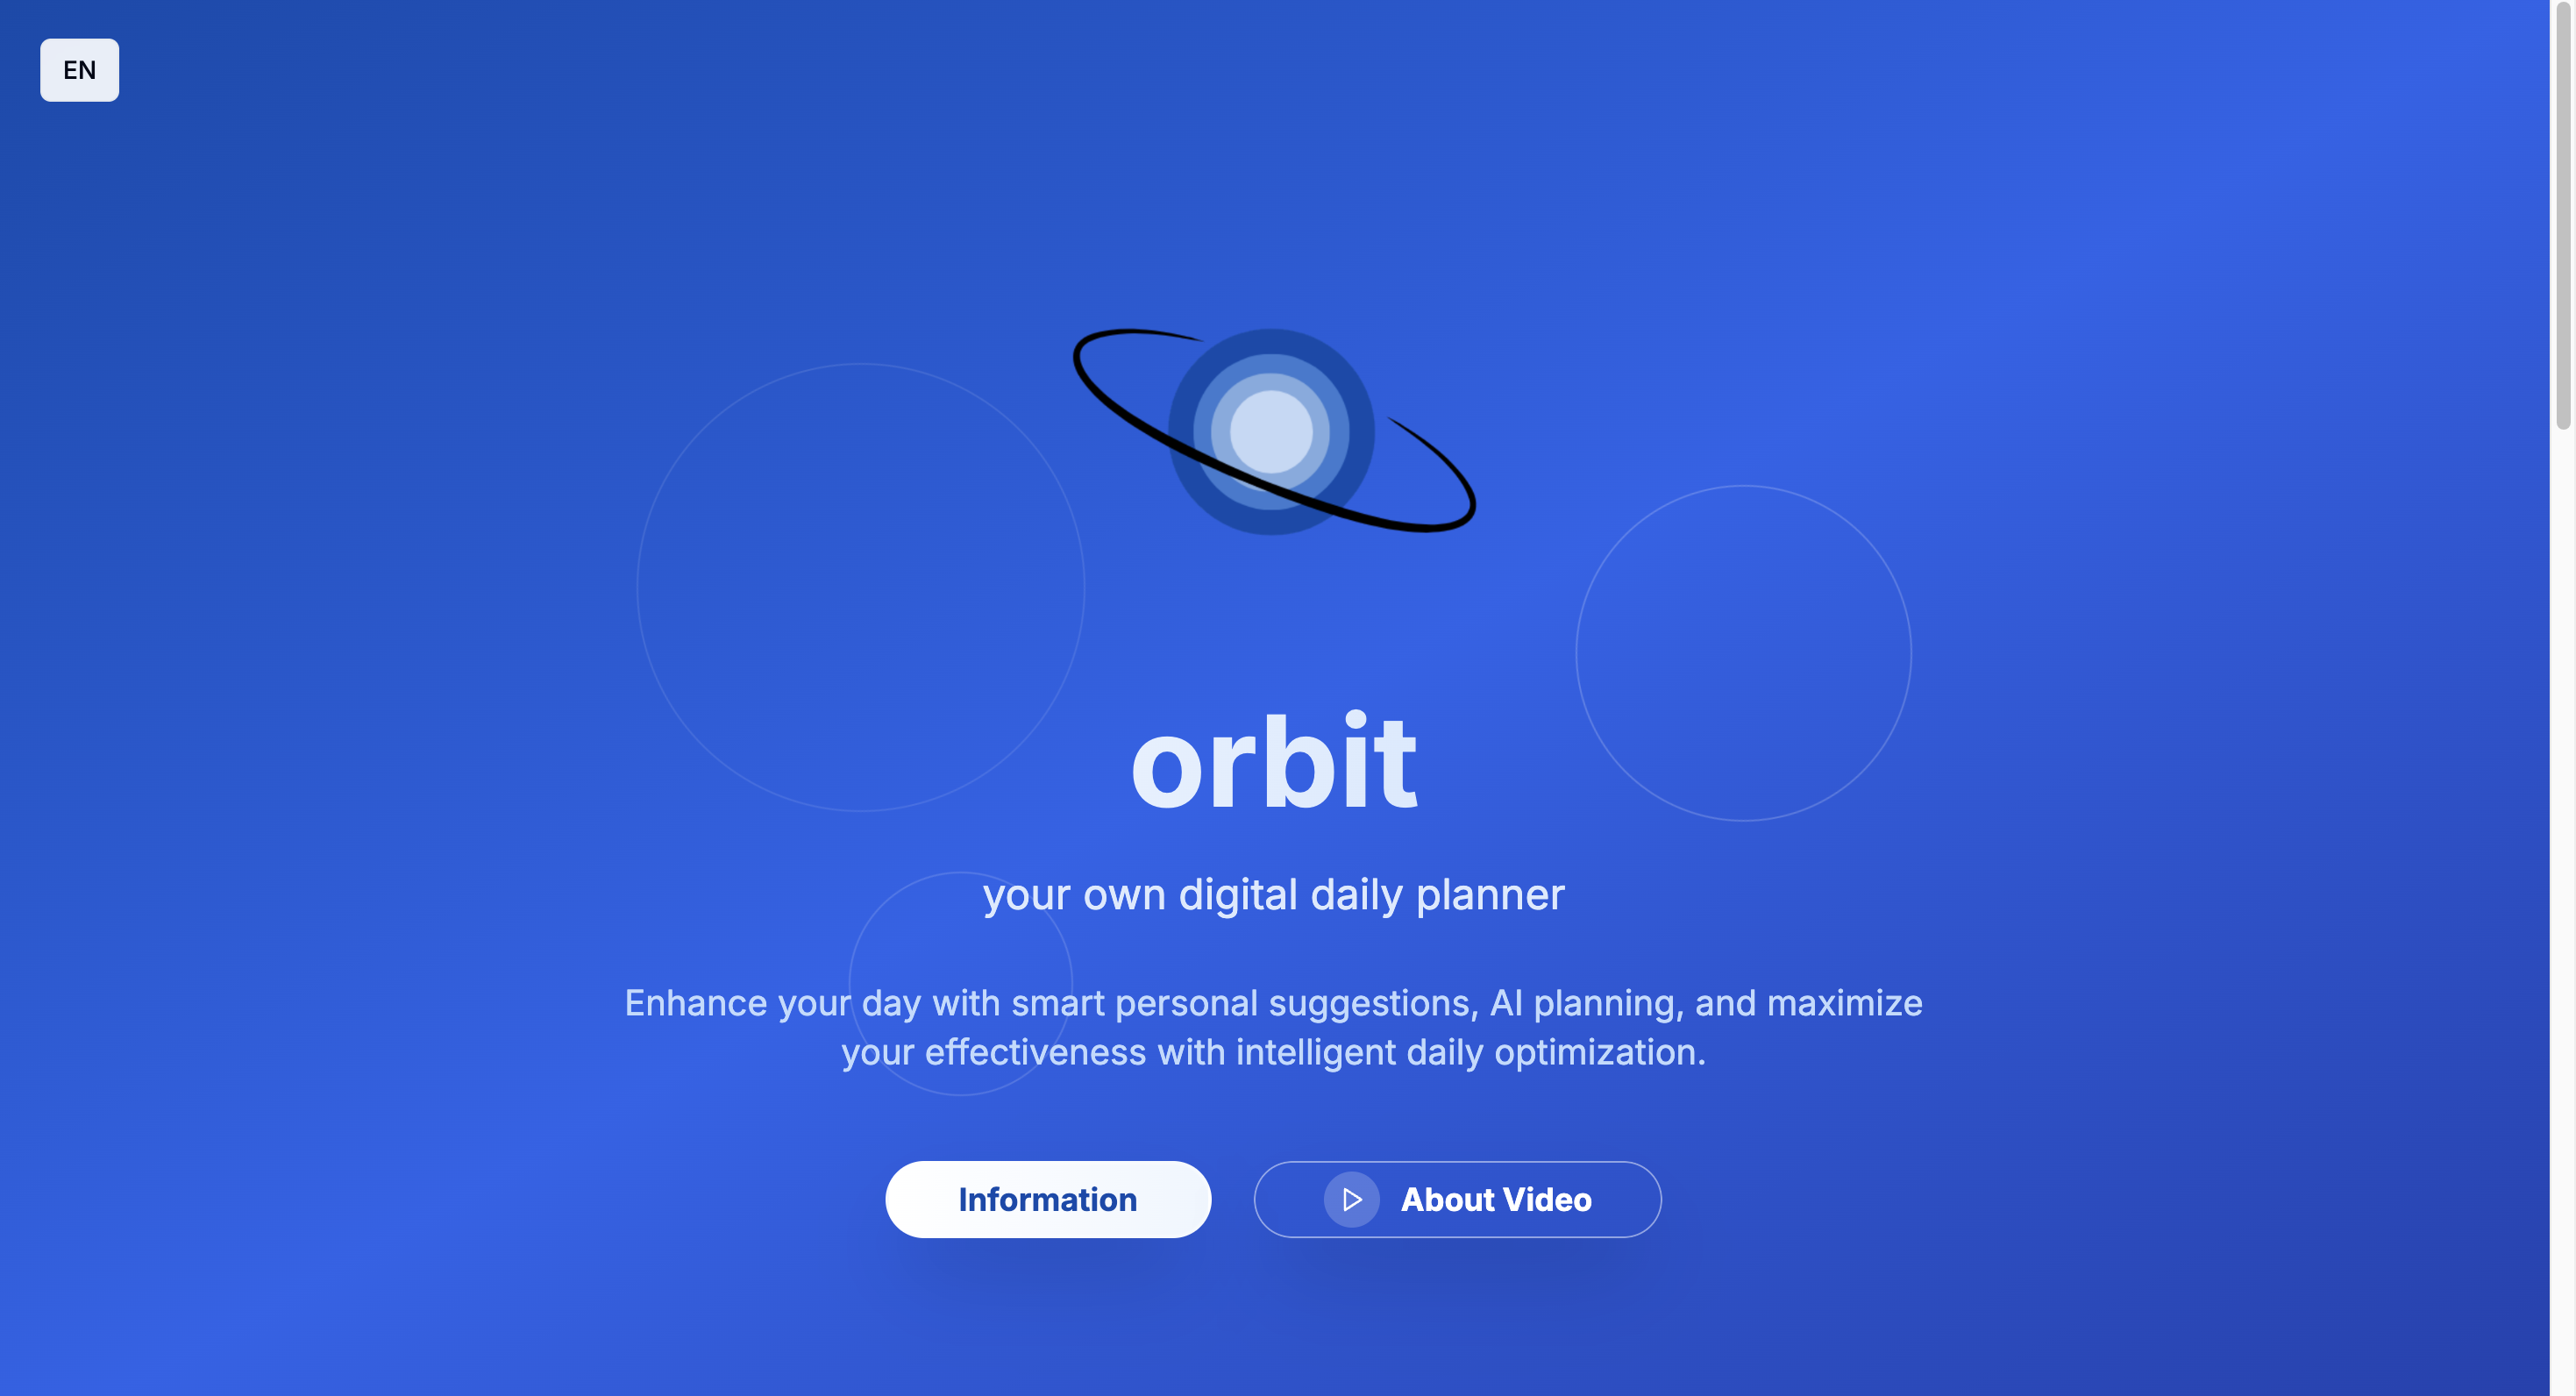 EN
orbit
your own digital daily planner
Enhance your day with smart personal suggestions, AI planning, and maximize
your effectiveness with intelligent daily optimization.
Information
About Video